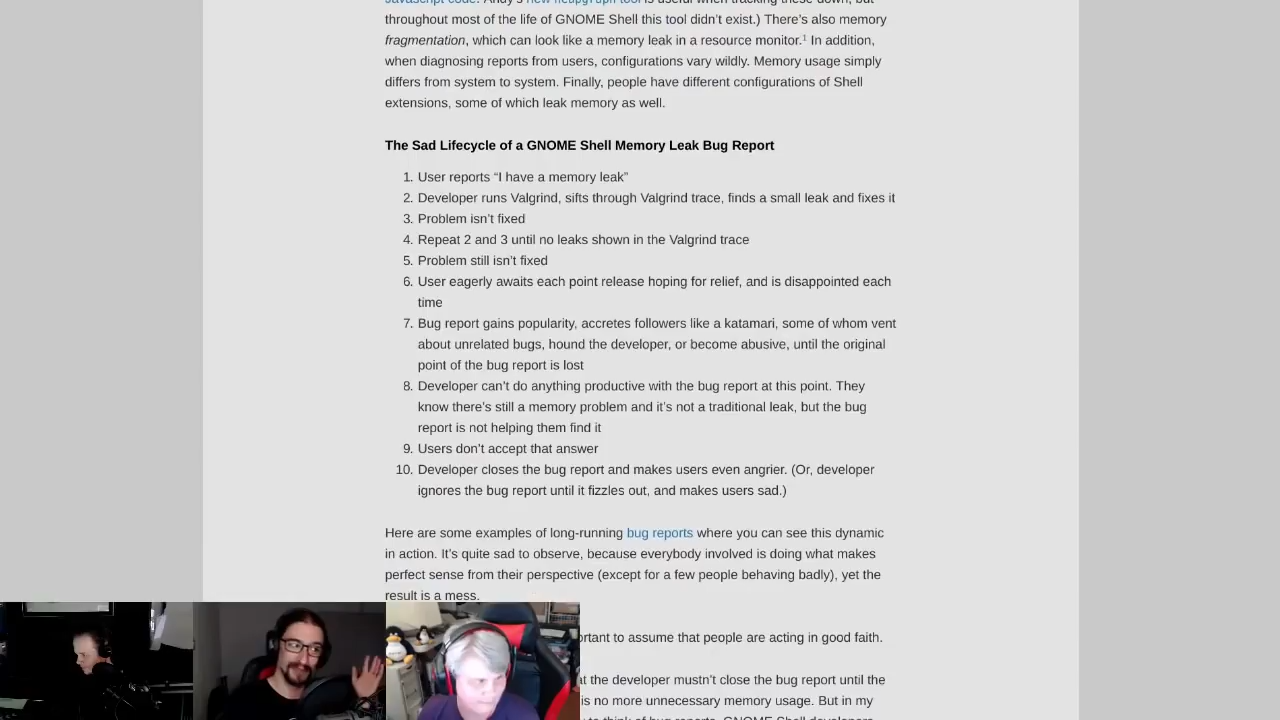 Javascript code. Andy's new heapgraph tool is useful when tracking these down, but
throughout most of the life of GNOME Shell this tool didn't exist.) There's also memory
fragmentation, which can look like a memory leak in a resource monitor.1 In addition,
when diagnosing reports from users, configurations vary wildly. Memory usage simply
differs from system to system. Finally, people have different configurations of Shell
extensions, some of which leak memory as well.
The Sad Lifecycle of a GNOME Shell Memory Leak Bug Report
1. User reports “I have a memory leak”
2. Developer runs Valgrind, sifts through Valgrind trace, finds a small leak and fixes it
3. Problem isn't fixed
4. Repeat 2 and 3 until no leaks shown in the Valgrind trace
5. Problem still isn't fixed
6. User eagerly awaits each point release hoping for relief, and is disappointed each
time
7. Bug report gains popularity, accretes followers like a katamari, some of whom vent
about unrelated bugs, hound the developer, or become abusive, until the original
point of the bug report is lost
8. Developer can't do anything productive with the bug report at this point. They
know there's still a memory problem and it's not a traditional leak, but the bug
report is not helping them find it
9. Users don't accept that answer
10. Developer closes the bug report and makes users even angrier. (Or, developer
ignores the bug report until it fizzles out, and makes users sad.)
Here are some examples of long-running bug reports where you can see this dynamic
in action. It's quite sad to observe, because everybody involved is doing what makes
perfect sense from their perspective (except for a few people behaving badly), yet the
result is a mess.
ortant to assume that people are acting in good faith.
at the developer mustn't close the bug report until the
is no more unnecessary memory usage. But in my
to think of bug reports, GNOME Shell developers